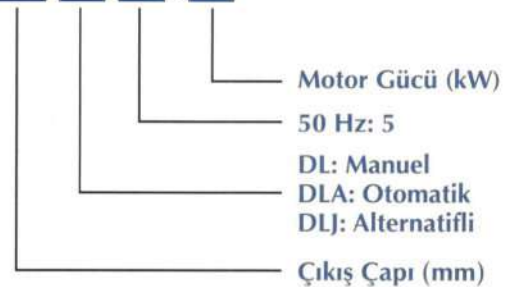 Motor Gücü (kW)
50 Hz: 5
DL: Manuel
DLA: Otomatik
DLJ: Alternatifli
Çıkış Çapı (mm)